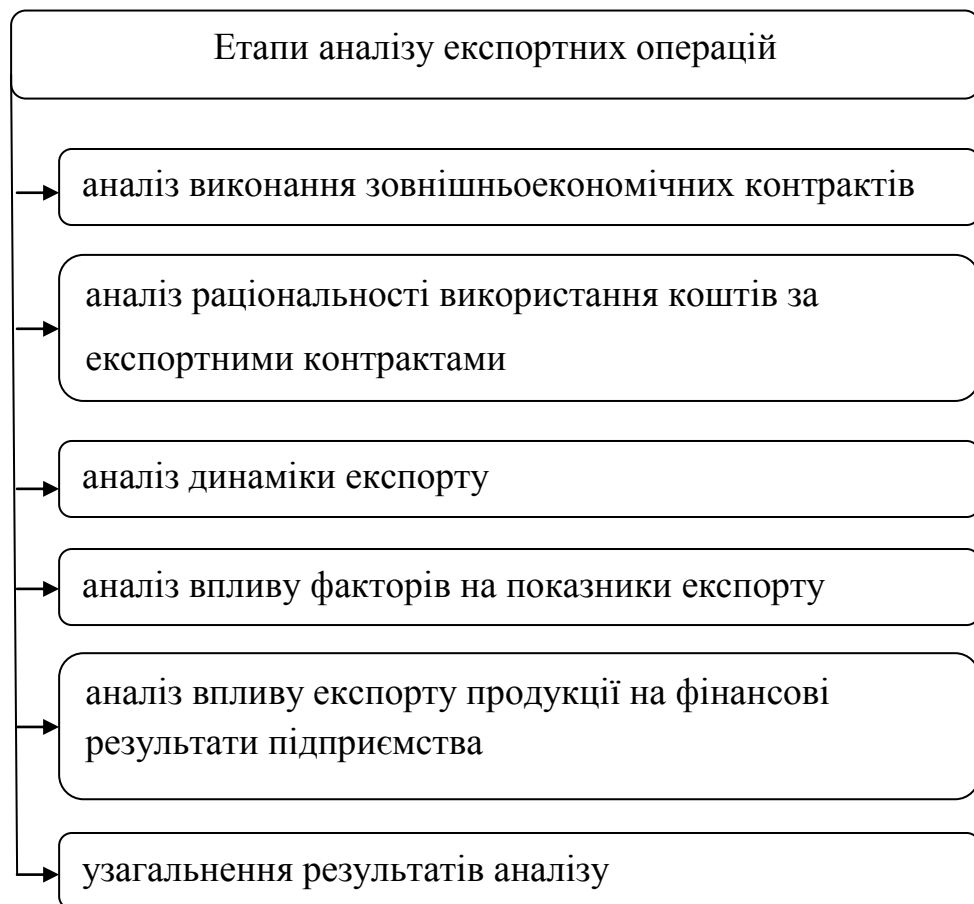 Етапи аналізу експортних операцій
аналіз виконання зовнішньоекономічних контрактів
аналіз раціональності використання коштів за
експортними контрактами
аналіз динаміки експорту
аналіз впливу факторів на показники експорту
аналіз впливу експорту продукції на фінансові
результати підприємства
узагальнення результатів аналізу